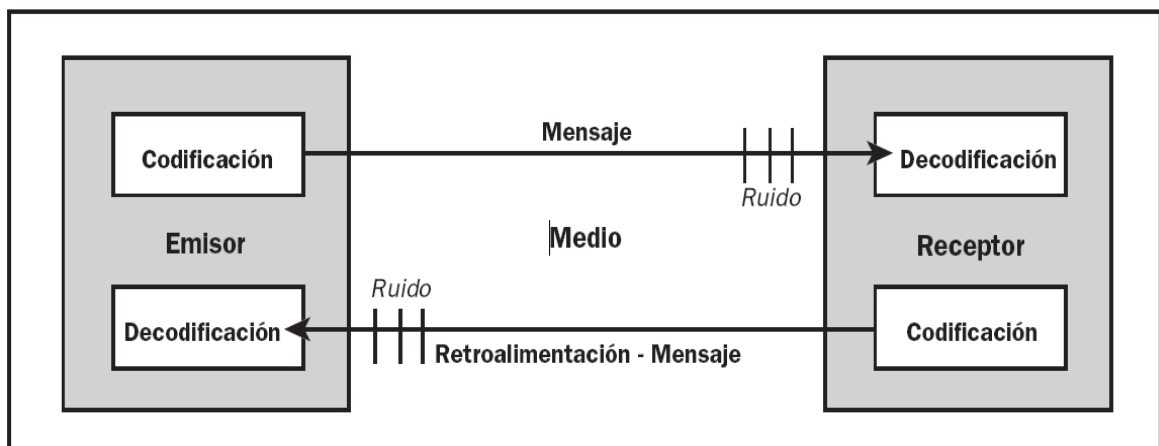 Mensaje
Codificación
Decodificación
Ruido
Emisor
Medio
Receptor
Ruido
Decodificación
Codificación
Retroalimentación - Mensaje